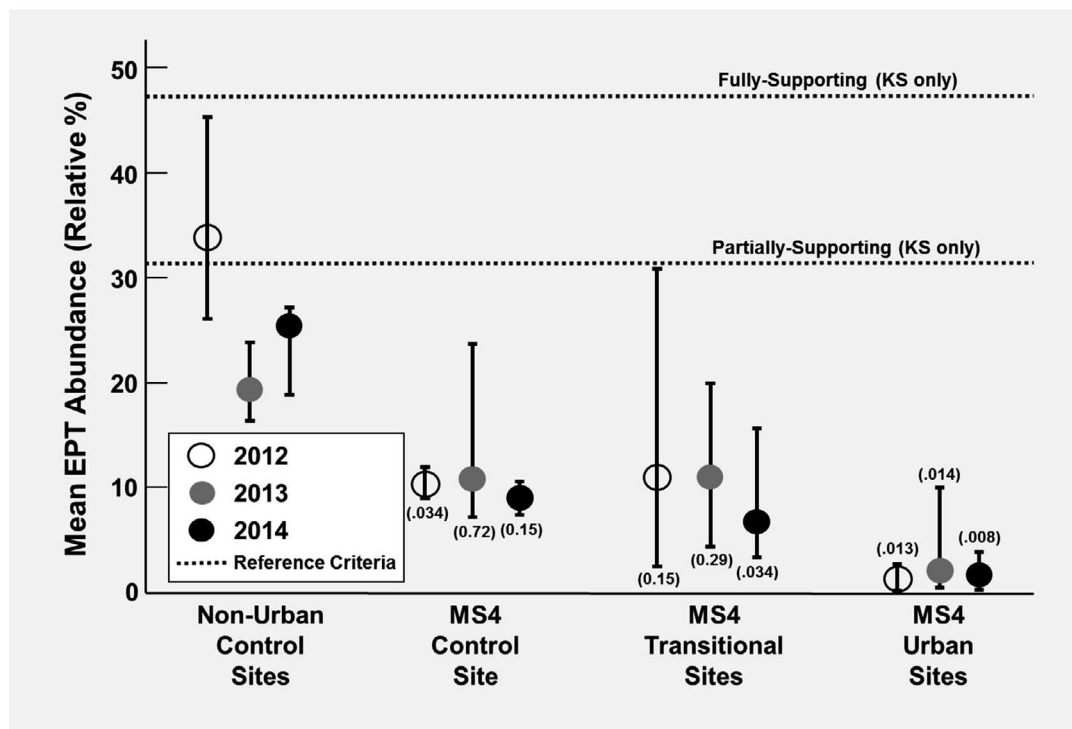 Mean EPT Abundance (Relative %)
50
40
30
20
10
0
Fully-Supporting (KS only)
Partially-Supporting (KS only)
2012
2013
2014
Reference Criteria
(.034)
(0.72)
(0.15)
(0.15)
(0.29)
(.034)
(.013)
(.014)
(.008)
Non-Urban
Control
Sites
MS4
Control
Site
MS4
Transitional
Sites
MS4
Urban
Sites